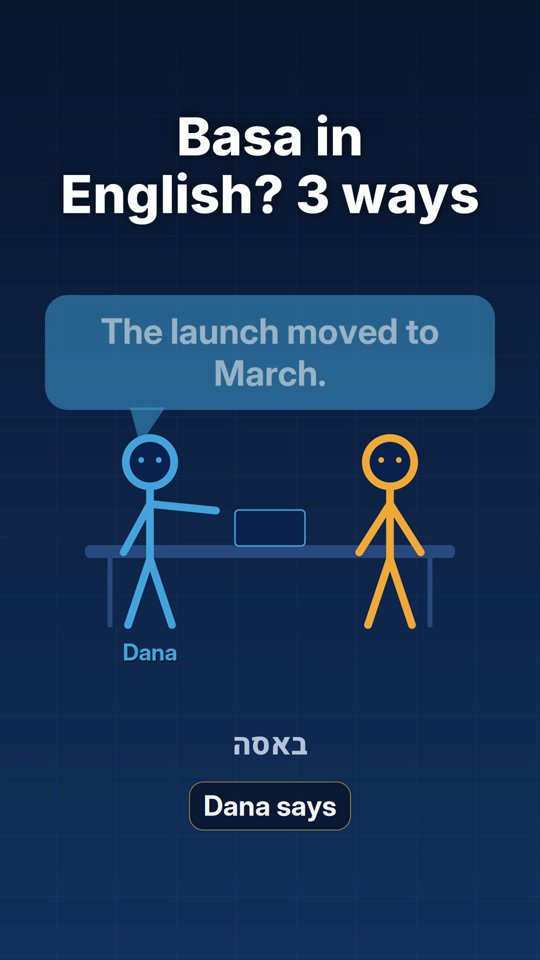 Basa in
English? 3 ways
The launch moved to
March.
Dana
באסה
Dana says